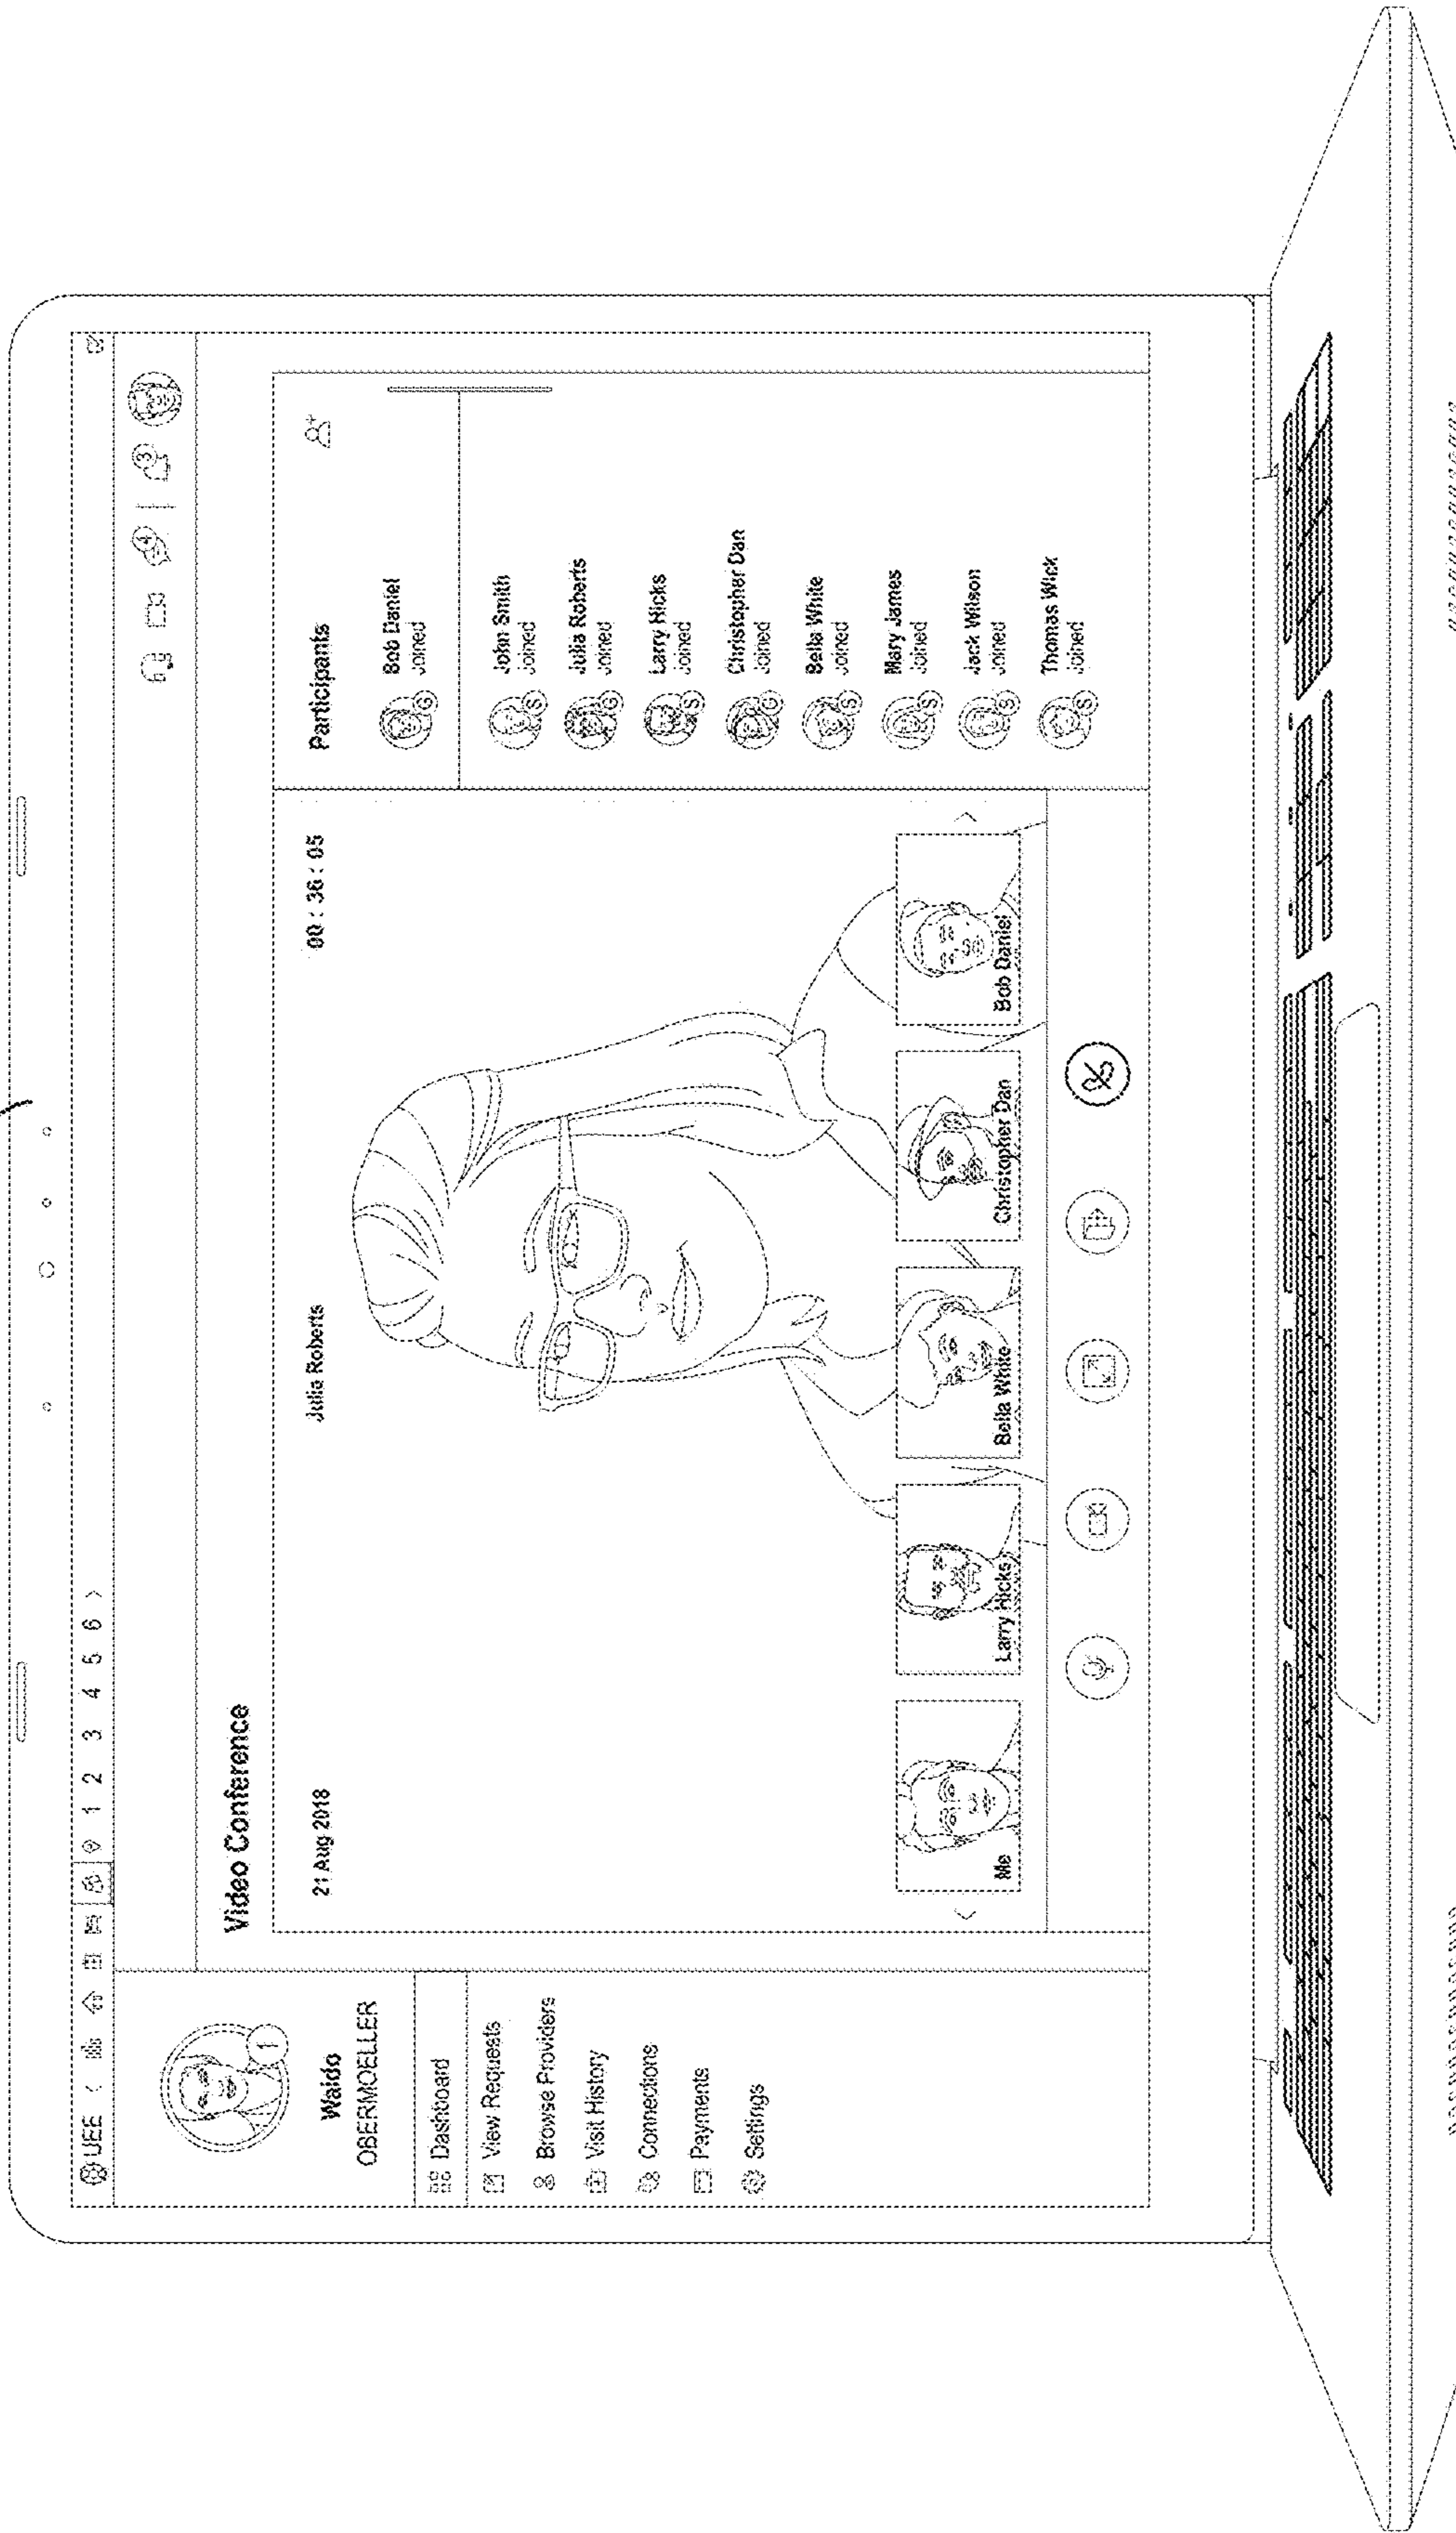 UEE < 1 2 3 4 5 6 >
4
3
1
Waldo
OBERMOELLER
Dashboard
View Requests
Browse Providers
Visit History
Connections
Payments
Settings
Video Conference
21 Aug 2018
Julia Roberts
00 : 36 : 05
Me
Larry Hicks
Bella White
Christopher Dan
Bob Daniel
Participants
Bob Daniel
Joined
G
John Smith
Joined
S
Julia Roberts
Joined
G
Larry Hicks
Joined
S
Christopher Dan
Joined
G
Bella White
Joined
S
Mary James
Joined
S
Jack Wilson
Joined
S
Thomas Wick
Joined
S